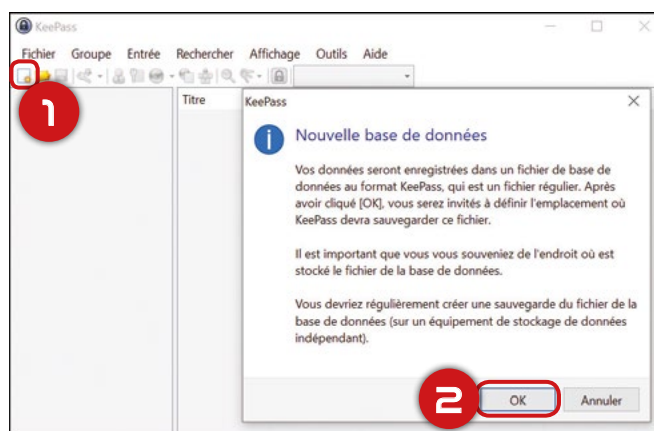 KeePass
Fichier Groupe Entrée Rechercher Affichage Outils Aide
1
Titre
KeePass
Nouvelle base de données
Vos données seront enregistrées dans un fichier de base de
données au format KeePass, qui est un fichier régulier. Après
avoir cliqué [OK], vous serez invités à définir l'emplacement où
KeePass devra sauvegarder ce fichier.
Il est important que vous vous souveniez de l'endroit où est
stocké le fichier de la base de données.
Vous devriez régulièrement créer une sauvegarde du fichier de la
base de données (sur un équipement de stockage de données
indépendant).
2
OK Annuler